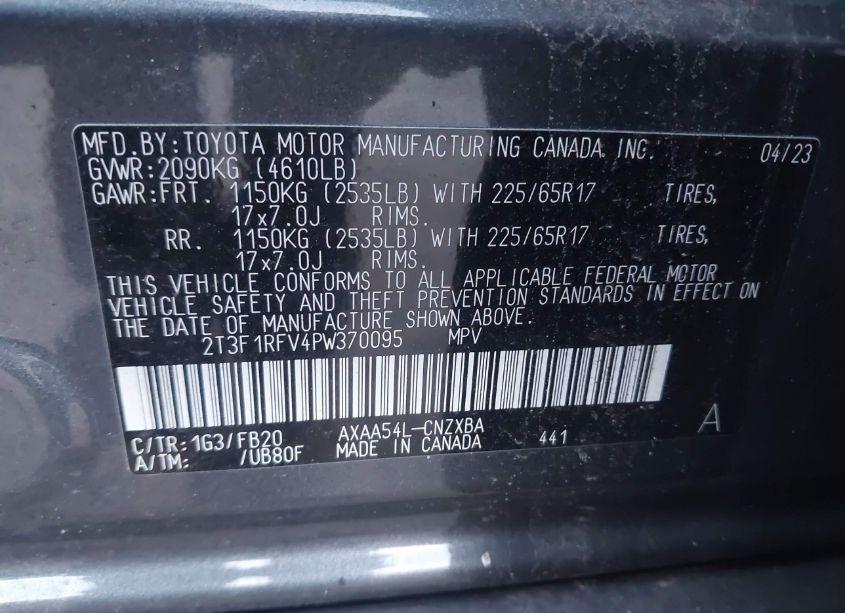 MFD.BY:TOYOTA MOTOR MANUFACTURING CANADA INC. 04/23
GVWR:2090KG (4610LB)
GAWR:FRT. 1150KG (2535LB) WITH 225/65R17 TIRES,
17x7.0J RIMS.
RR. 1150KG (2535LB) WITH 225/65R17 TIRES,
17x7.0J RIMS.
THIS VEHICLE CONFORMS TO ALL APPLICABLE FEDERAL MOTOR
VEHICLE SAFETY AND THEFT PREVENTION STANDARDS IN EFFECT ON
THE DATE OF MANUFACTURE SHOWN ABOVE.
2T3F1RFV4PW370095 MPV
C/TR:1G3/FB20 AXAA54L-CNZXBA 441 A
A/TM: /UB80F MADE IN CANADA